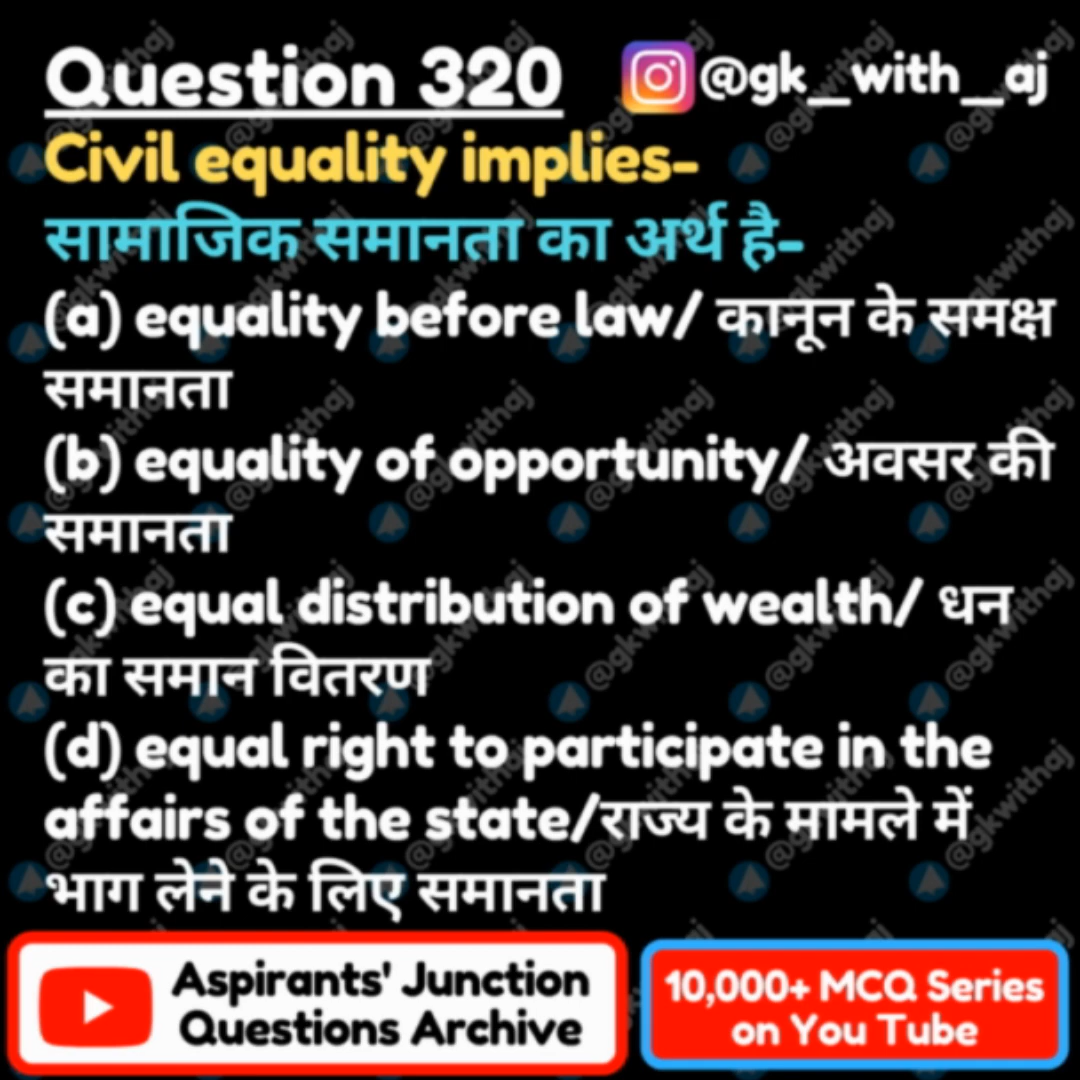 Question 320 @gk_with_aj
Civil equality implies-
सामाजिक समानता का अर्थ है-
(a) equality before law/ कानून के समक्ष
समानता
(b) equality of opportunity/ अवसर की
समानता
(c) equal distribution of wealth/ धन
का समान वितरण
(d) equal right to participate in the
affairs of the state/राज्य के मामले में
भाग लेने के लिए समानता
Aspirants' Junction
Questions Archive
10,000+ MCQ Series
on You Tube
@gkwithaj